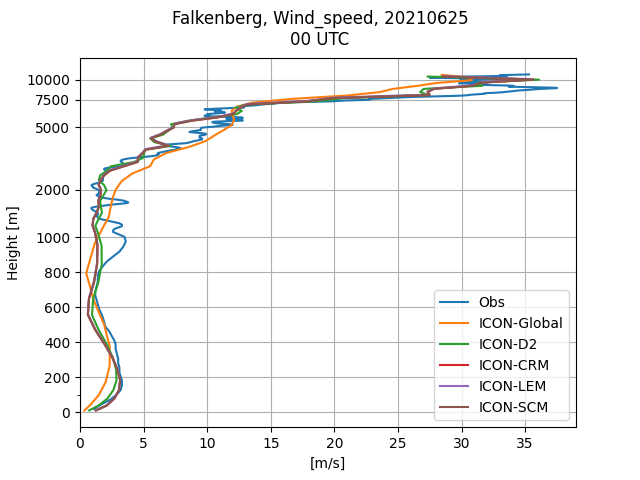 Falkenberg, Wind_speed, 20210625
00 UTC
Height [m]
10000
7500
5000
2000
1000
800
600
400
200
0
0 5 10 15 20 25 30 35
[m/s]
Obs
ICON-Global
ICON-D2
ICON-CRM
ICON-LEM
ICON-SCM